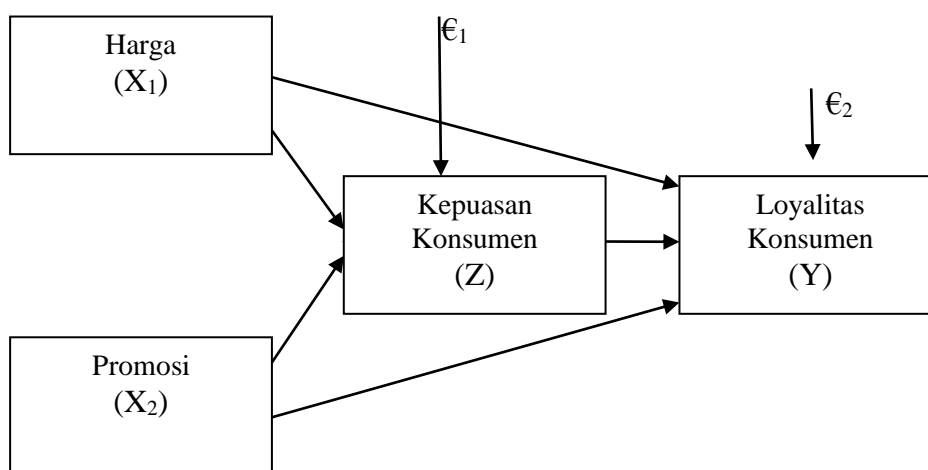 Harga
(X₁)
€₁
€₂
Kepuasan
Konsumen
(Z)
Loyalitas
Konsumen
(Y)
Promosi
(X₂)